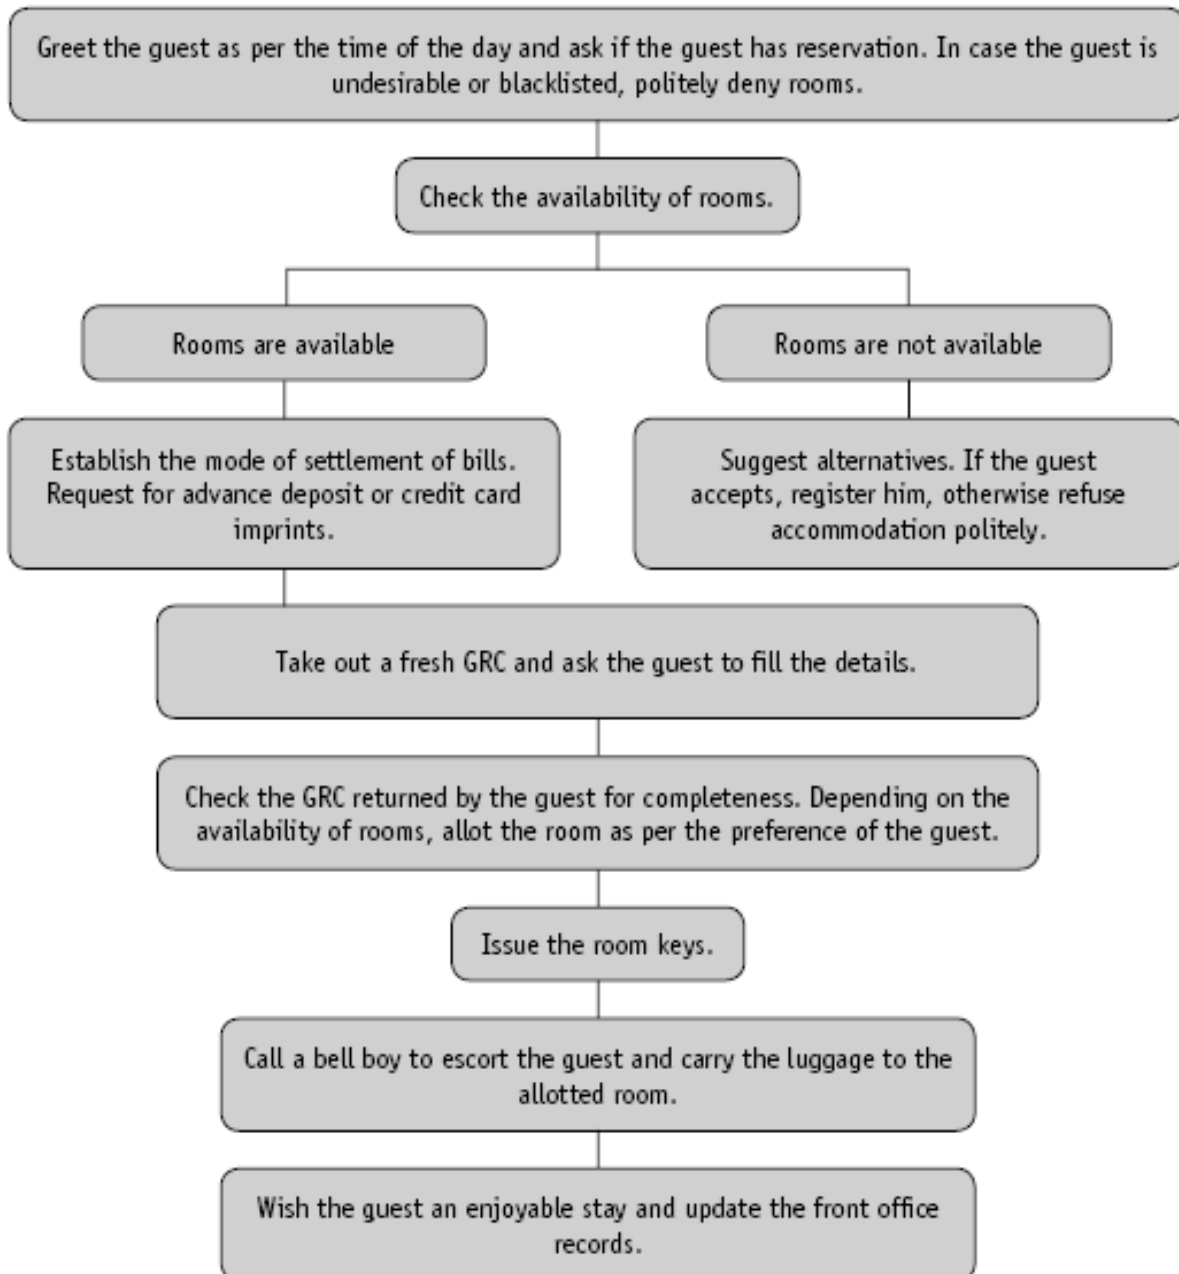 Greet the guest as per the time of the day and ask if the guest has reservation. In case the guest is
undesirable or blacklisted, politely deny rooms.
Check the availability of rooms.
Rooms are available
Rooms are not available
Establish the mode of settlement of bills.
Request for advance deposit or credit card
imprints.
Suggest alternatives. If the guest
accepts, register him, otherwise refuse
accommodation politely.
Take out a fresh GRC and ask the guest to fill the details.
Check the GRC returned by the guest for completeness. Depending on the
availability of rooms, allot the room as per the preference of the guest.
Issue the room keys.
Call a bell boy to escort the guest and carry the luggage to the
allotted room.
Wish the guest an enjoyable stay and update the front office
records.